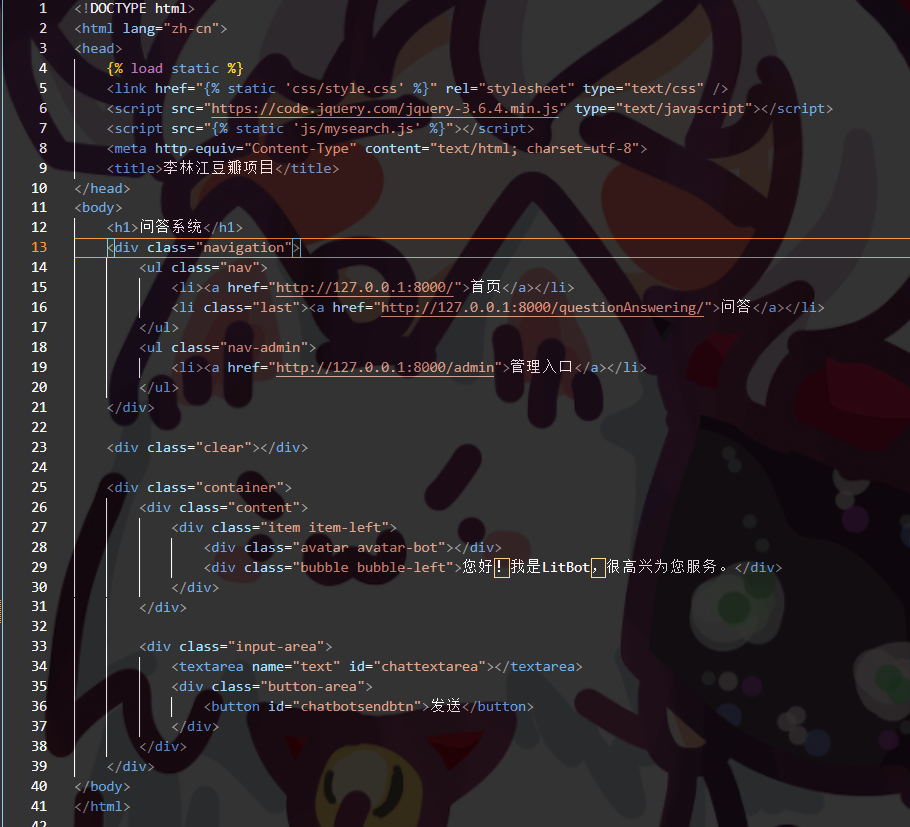 1 <!DOCTYPE html>
2 <html lang="zh-cn">
3 <head>
4 {% load static %}
5 <link href="{% static 'css/style.css' %}" rel="stylesheet" type="text/css" />
6 <script src="https://code.jquery.com/jquery-3.6.4.min.js" type="text/javascript"></script>
7 <script src="{% static 'js/mysearch.js' %}"></script>
8 <meta http-equiv="Content-Type" content="text/html; charset=utf-8">
9 <title>李林江豆瓣项目</title>
10 </head>
11 <body>
12 <h1>问答系统</h1>
13 <div class="navigation">
14 <ul class="nav">
15 <li><a href="http://127.0.0.1:8000/">首页</a></li>
16 <li class="last"><a href="http://127.0.0.1:8000/questionAnswering/">问答</a></li>
17 </ul>
18 <ul class="nav-admin">
19 <li><a href="http://127.0.0.1:8000/admin">管理入口</a></li>
20 </ul>
21 </div>
22
23 <div class="clear"></div>
24
25 <div class="container">
26 <div class="content">
27 <div class="item item-left">
28 <div class="avatar avatar-bot"></div>
29 <div class="bubble bubble-left">您好！我是LitBot，很高兴为您服务。</div>
30 </div>
31 </div>
32
33 <div class="input-area">
34 <textarea name="text" id="chattextarea"></textarea>
35 <div class="button-area">
36 <button id="chatbotsendbtn">发送</button>
37 </div>
38 </div>
39 </div>
40 </body>
41 </html>
42